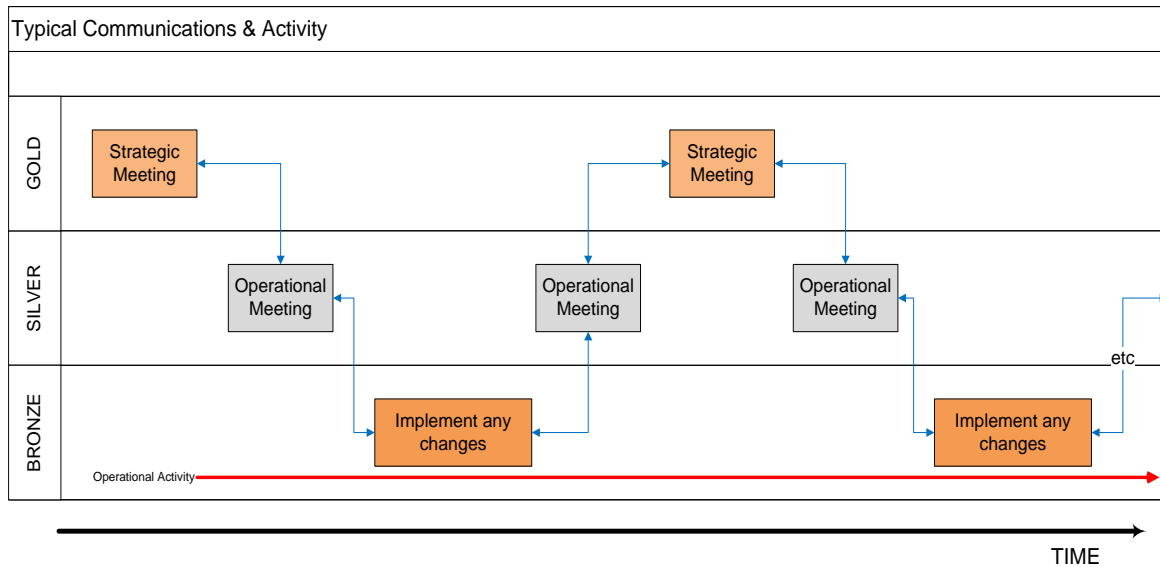 Typical Communications & Activity
GOLD
Strategic
Meeting
Strategic
Meeting
SILVER
Operational
Meeting
Operational
Meeting
Operational
Meeting
etc
BRONZE
Implement any
changes
Implement any
changes
Operational Activity
TIME